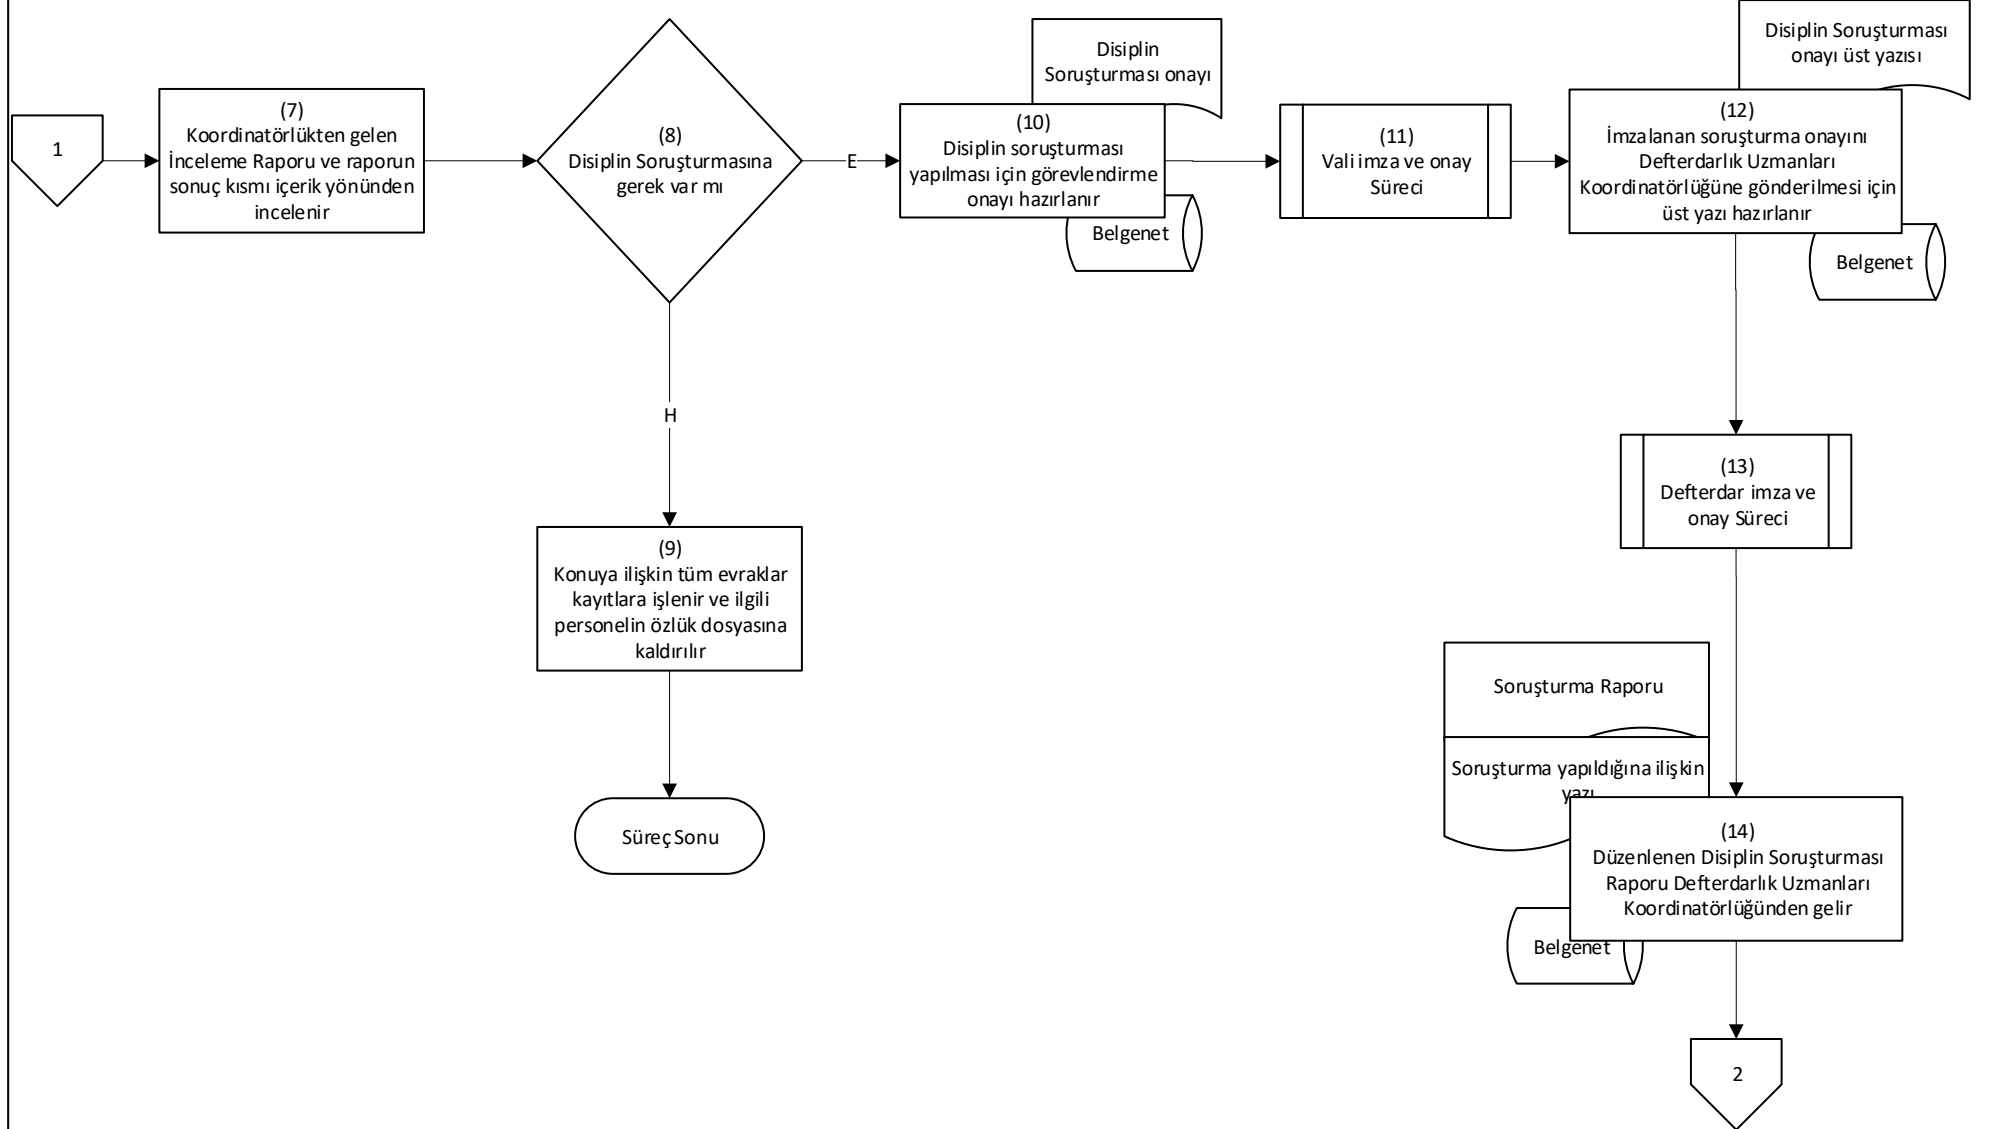 1
(7)
Koordinatörlükten gelen
İnceleme Raporu ve raporun
sonuç kısmı içerik yönünden
incelenir
(8)
Disiplin Soruşturmasına
gerek var mı
E
H
(9)
Konuya ilişkin tüm evraklar
kayıtlara işlenir ve ilgili
personelin özlük dosyasına
kaldırılır
Süreç Sonu
Disiplin
Soruşturması onayı
(10)
Disiplin soruşturması
yapılması için görevlendirme
onayı hazırlanır
Belgenet
(11)
Vali imza ve onay
Süreci
Disiplin Soruşturması
onayı üst yazısı
(12)
İmzalanan soruşturma onayını
Defterdarlık Uzmanları
Koordinatörlüğüne gönderilmesi için
üst yazı hazırlanır
Belgenet
(13)
Defterdar imza ve
onay Süreci
Soruşturma Raporu
Soruşturma yapıldığına ilişkin
yazı
(14)
Düzenlenen Disiplin Soruşturması
Raporu Defterdarlık Uzmanları
Koordinatörlüğünden gelir
Belgenet
2